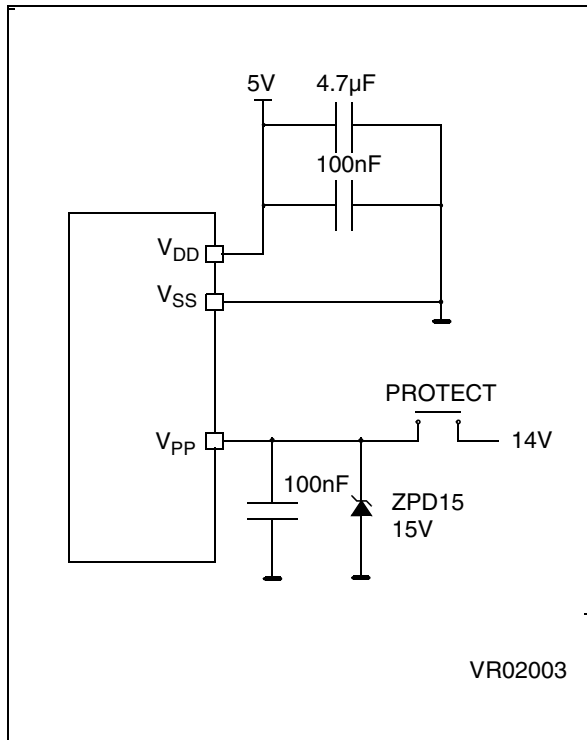 5V 4.7µF
100nF
VDD
VSS
PROTECT
VPP 14V
100nF ZPD15
15V
VR02003